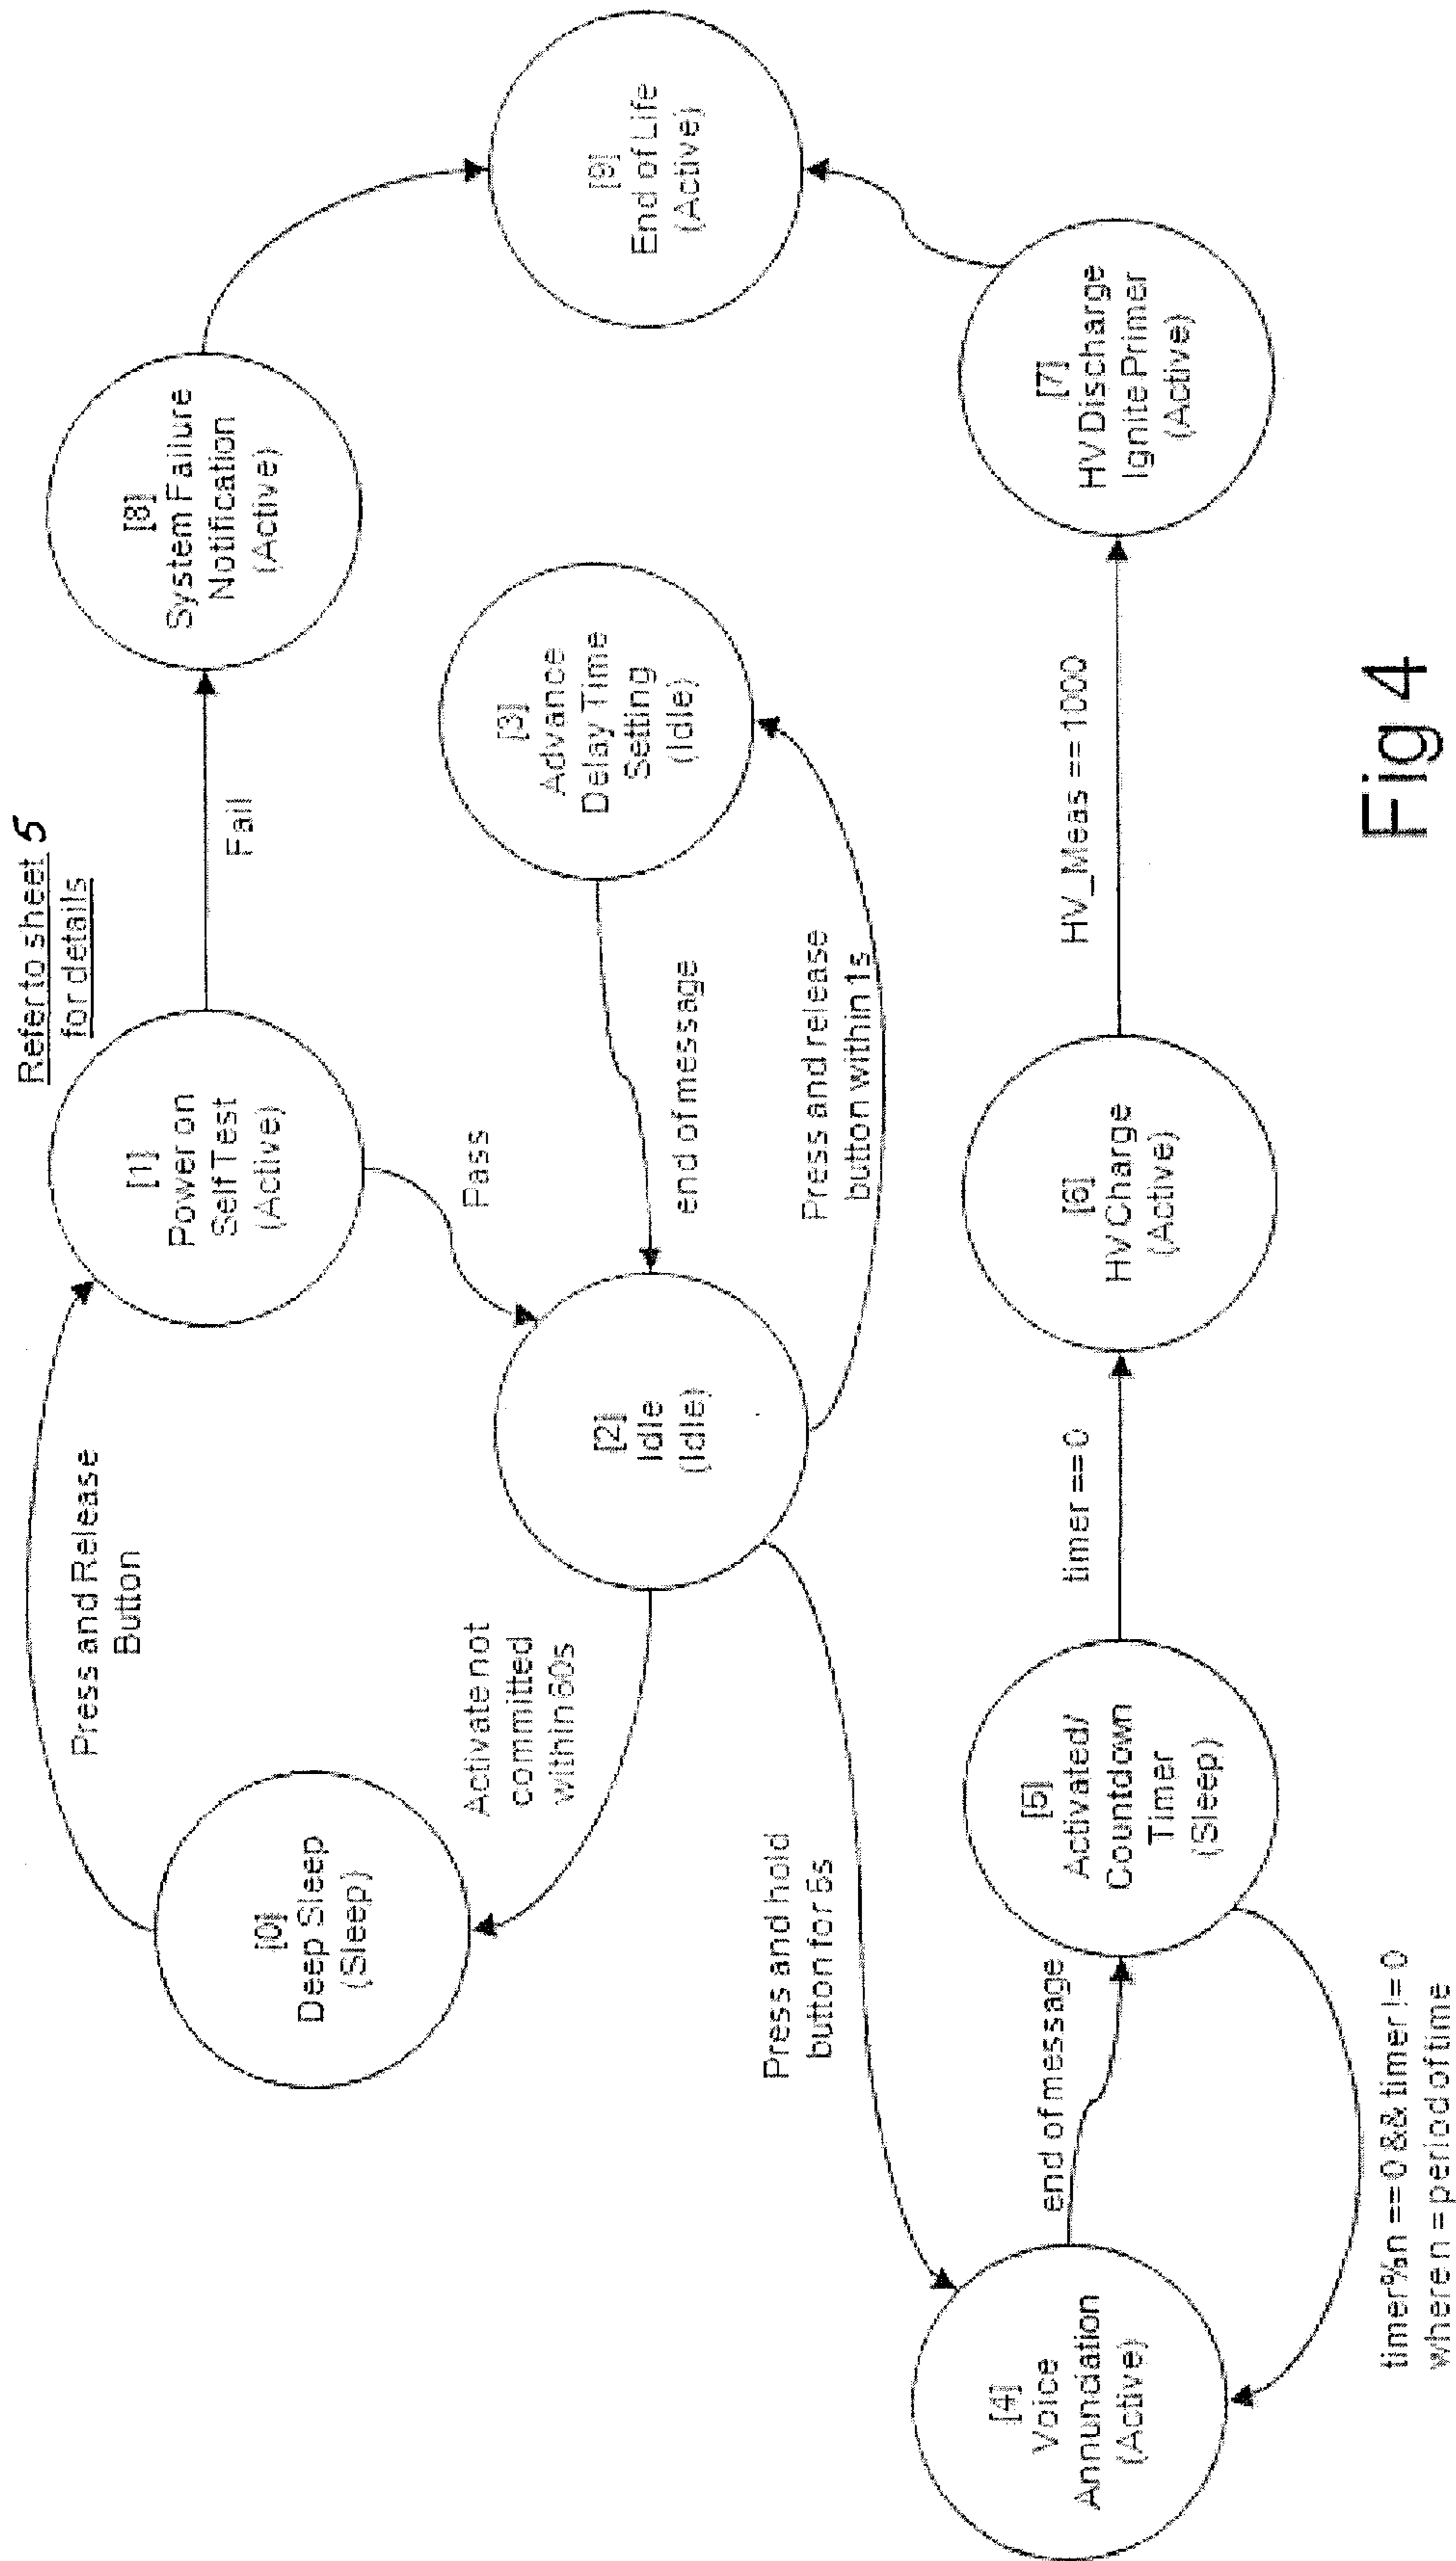 Refer to sheet 5
for details
[1]
Power on
Self Test
(Active)
Fail
[8]
System Failure
Notification
(Active)
Press and Release
Button
[0]
Deep Sleep
(Sleep)
Pass
Activate not
committed
within 60s
[2]
Idle
(Idle)
end of message
[3]
Advance
Delay Time
Setting
(Idle)
[9]
End of Life
(Active)
Press and release
button within 1s
Press and hold
button for 5s
[4]
Voice
Annundation
(Active)
end of message
[5]
Activated/
Countdown
Timer
(Sleep)
timer ==0
[6]
HV Charge
(Active)
HV_Meas == 1000
[7]
HV Discharge
Ignite Primer
(Active)
timer%n ==0 && timer != 0
where n = period of time
Fig 4